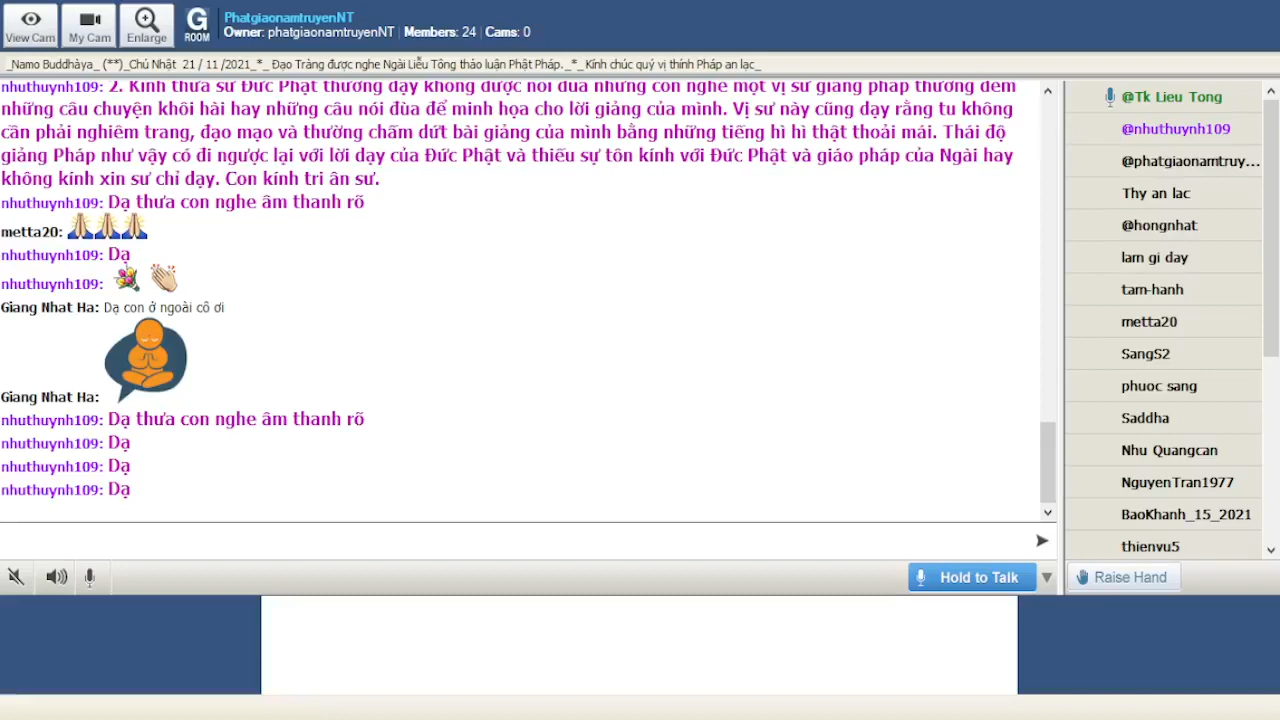 View Cam
My Cam
Enlarge
G
ROOM
PhatgiaonamtruyenNT
Owner: phatgiaonamtruyenNT | Members: 24 | Cams: 0
_Namo Buddhàya_ (**)_Chủ Nhật 21 / 11 /2021_*_ Đạo Tràng được nghe Ngài Liễu Tông thảo luận Phật Pháp._*_ Kính chúc quý vị thính Pháp an lạc_
nhuthuynh109: 2. Kính thưa sư Đức Phật thường dạy không được nói đùa nhưng con nghe một vị sư giảng pháp thường đem
những câu chuyện khôi hài hay những câu nói đùa để minh họa cho lời giảng của mình. Vị sư này cũng dạy rằng tu không
cần phải nghiêm trang, đạo mạo và thường chấm dứt bài giảng của mình bằng những tiếng hì hì thật thoải mái. Thái độ
giảng Pháp như vậy có đi ngược lại với lời dạy của Đức Phật và thiếu sự tôn kính với Đức Phật và giáo pháp của Ngài hay
không kính xin sư chỉ dạy. Con kính tri ân sư.
nhuthuynh109: Dạ thưa con nghe âm thanh rõ
metta20:
nhuthuynh109: Dạ
nhuthuynh109:
Giang Nhat Ha: Dạ con ở ngoài cô ơi
Giang Nhat Ha:
nhuthuynh109: Dạ thưa con nghe âm thanh rõ
nhuthuynh109: Dạ
nhuthuynh109: Dạ
nhuthuynh109: Dạ
Hold to Talk
@Tk Lieu Tong
@nhuthuynh109
@phatgiaonamtruy...
Thy an lac
@hongnhat
lam gi day
tam-hanh
metta20
SangS2
phuoc sang
Saddha
Nhu Quangcan
NguyenTran1977
BaoKhanh_15_2021
thienvu5
Raise Hand